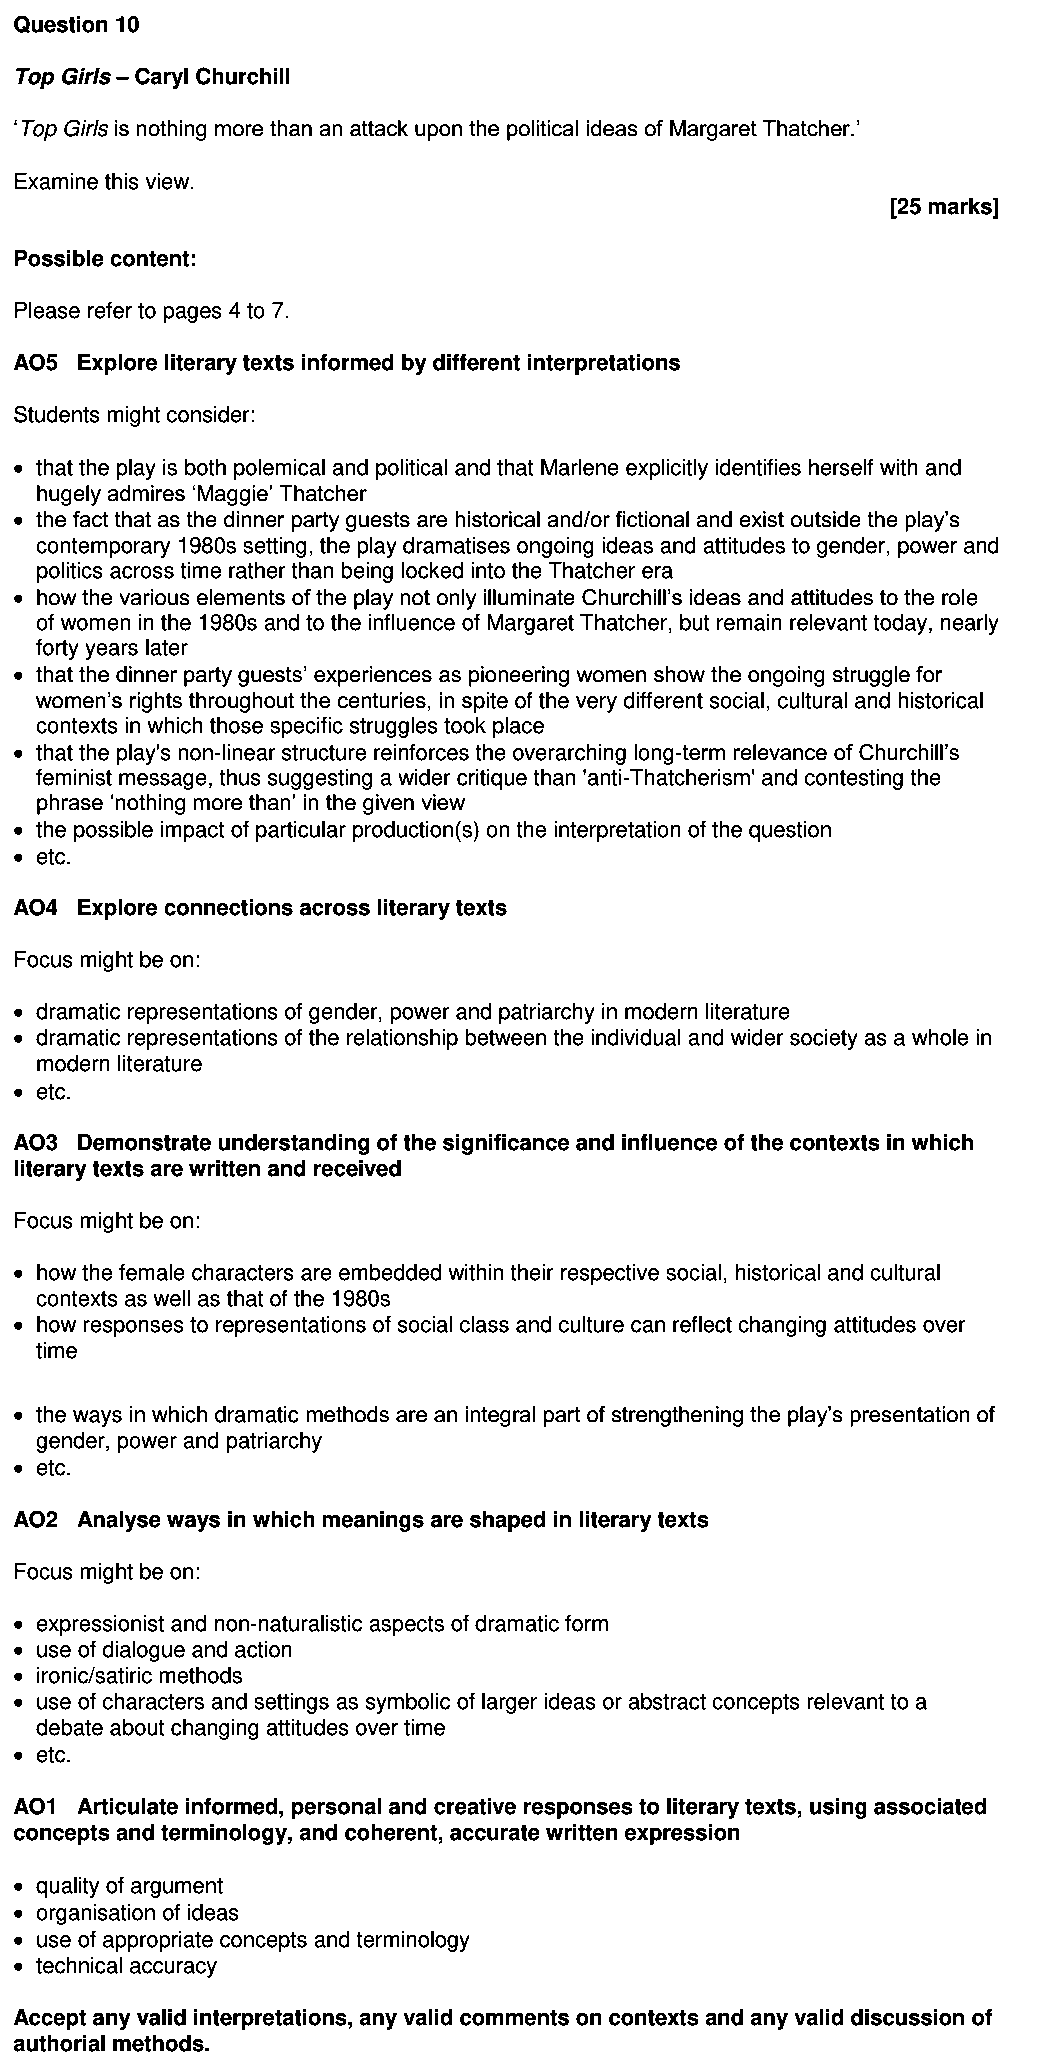 Question 10
Top Girls – Caryl Churchill
‘Top Girls is nothing more than an attack upon the political ideas of Margaret Thatcher.’
Examine this view.
[25 marks]
Possible content:
Please refer to pages 4 to 7.
AO5 Explore literary texts informed by different interpretations
Students might consider:
• that the play is both polemical and political and that Marlene explicitly identifies herself with and
hugely admires ‘Maggie’ Thatcher
• the fact that as the dinner party guests are historical and/or fictional and exist outside the play’s
contemporary 1980s setting, the play dramatises ongoing ideas and attitudes to gender, power and
politics across time rather than being locked into the Thatcher era
• how the various elements of the play not only illuminate Churchill’s ideas and attitudes to the role
of women in the 1980s and to the influence of Margaret Thatcher, but remain relevant today, nearly
forty years later
• that the dinner party guests’ experiences as pioneering women show the ongoing struggle for
women’s rights throughout the centuries, in spite of the very different social, cultural and historical
contexts in which those specific struggles took place
• that the play's non-linear structure reinforces the overarching long-term relevance of Churchill’s
feminist message, thus suggesting a wider critique than 'anti-Thatcherism' and contesting the
phrase ‘nothing more than’ in the given view
• the possible impact of particular production(s) on the interpretation of the question
• etc.
AO4 Explore connections across literary texts
Focus might be on:
• dramatic representations of gender, power and patriarchy in modern literature
• dramatic representations of the relationship between the individual and wider society as a whole in
modern literature
• etc.
AO3 Demonstrate understanding of the significance and influence of the contexts in which
literary texts are written and received
Focus might be on:
• how the female characters are embedded within their respective social, historical and cultural
contexts as well as that of the 1980s
• how responses to representations of social class and culture can reflect changing attitudes over
time
• the ways in which dramatic methods are an integral part of strengthening the play’s presentation of
gender, power and patriarchy
• etc.
AO2 Analyse ways in which meanings are shaped in literary texts
Focus might be on:
• expressionist and non-naturalistic aspects of dramatic form
• use of dialogue and action
• ironic/satiric methods
• use of characters and settings as symbolic of larger ideas or abstract concepts relevant to a
debate about changing attitudes over time
• etc.
AO1 Articulate informed, personal and creative responses to literary texts, using associated
concepts and terminology, and coherent, accurate written expression
• quality of argument
• organisation of ideas
• use of appropriate concepts and terminology
• technical accuracy
Accept any valid interpretations, any valid comments on contexts and any valid discussion of
authorial methods.